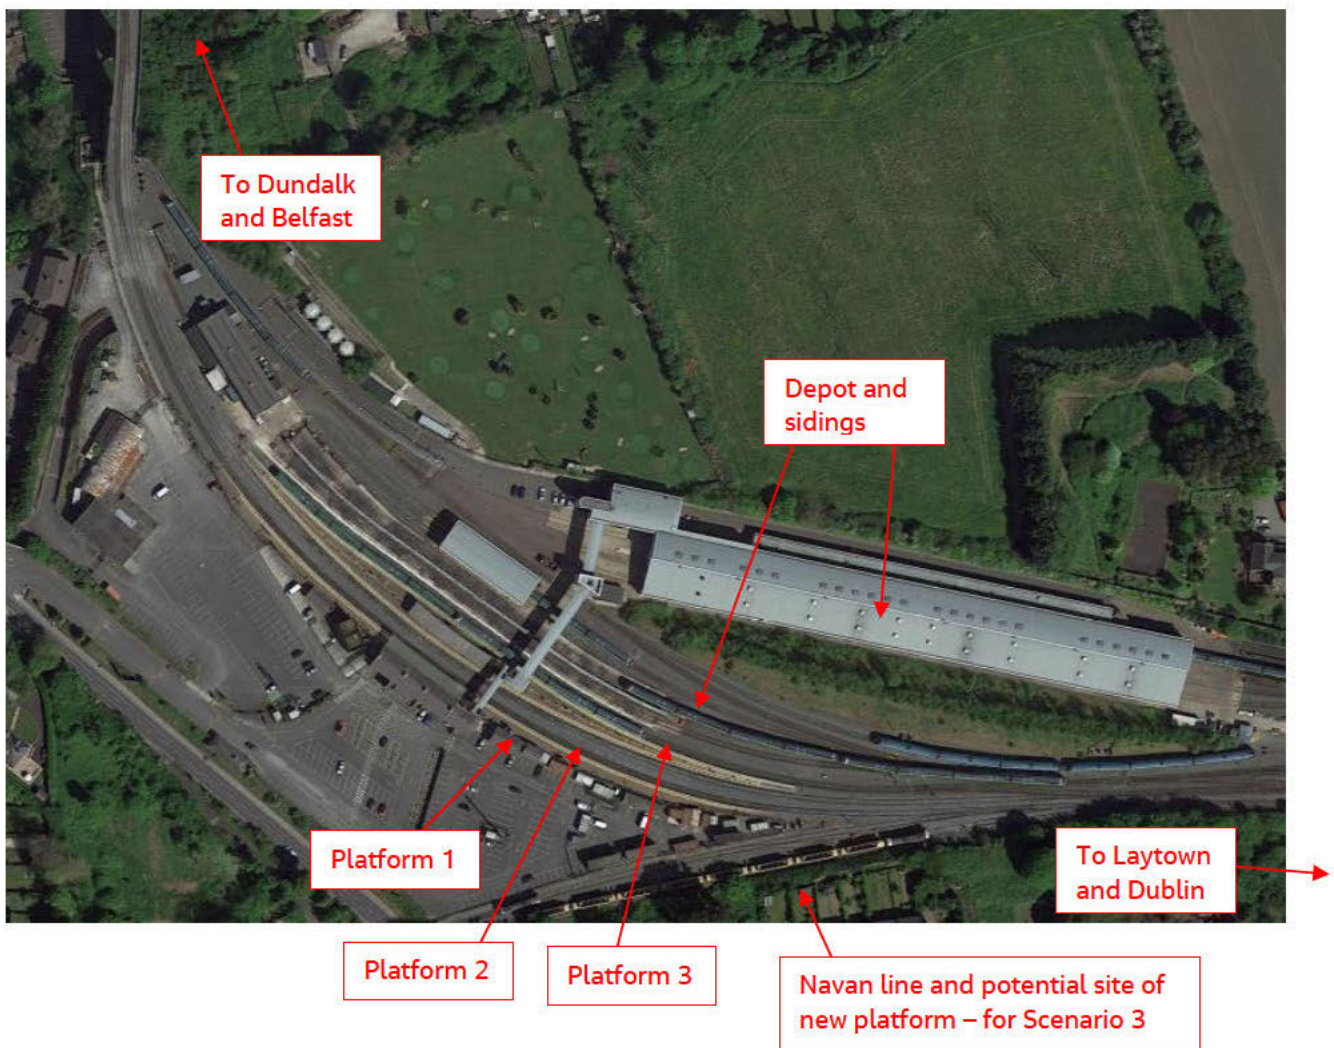 To Dundalk
and Belfast
Depot and
sidings
Platform 1
To Laytown
and Dublin
Platform 2
Platform 3
Navan line and potential site of
new platform – for Scenario 3